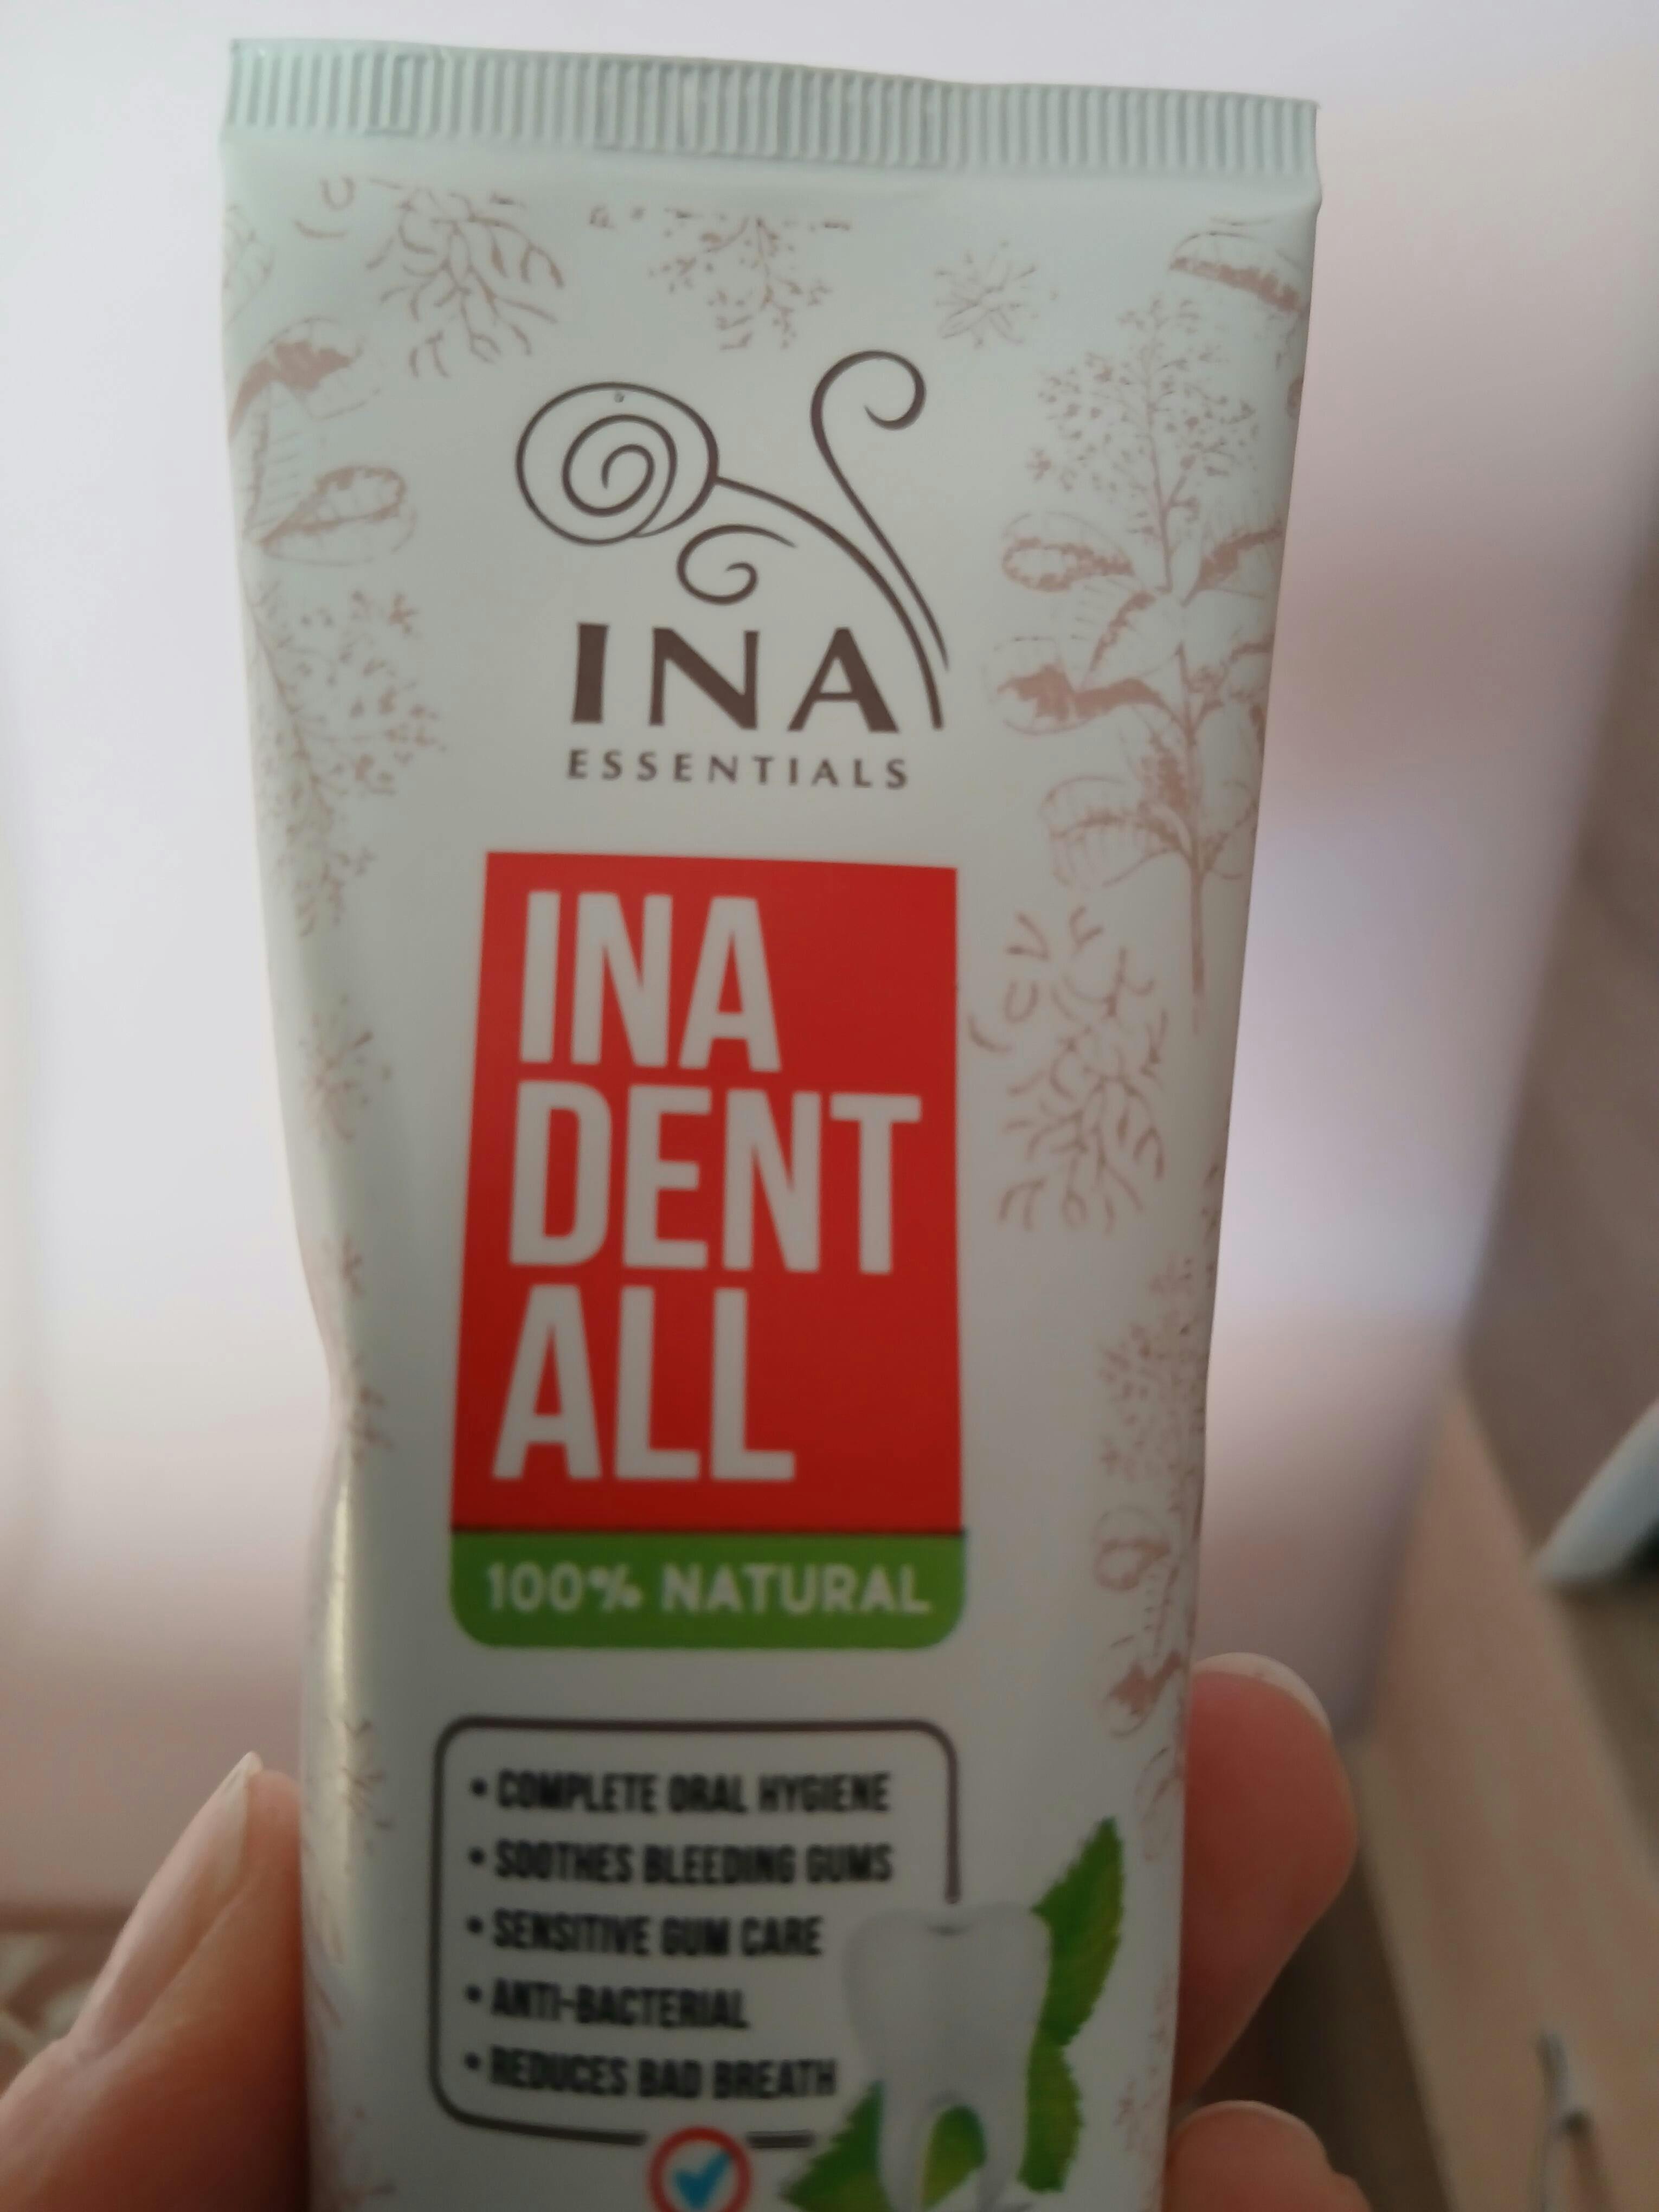 INA
ESSENTIALS
INA
DENT
ALL
100% NATURAL
• COMPLETE ORAL HYGIENE
• SOOTHES BLEEDING GUMS
• SENSITIVE GUM CARE
• ANTI-BACTERIAL
• REDUCES BAD BREATH